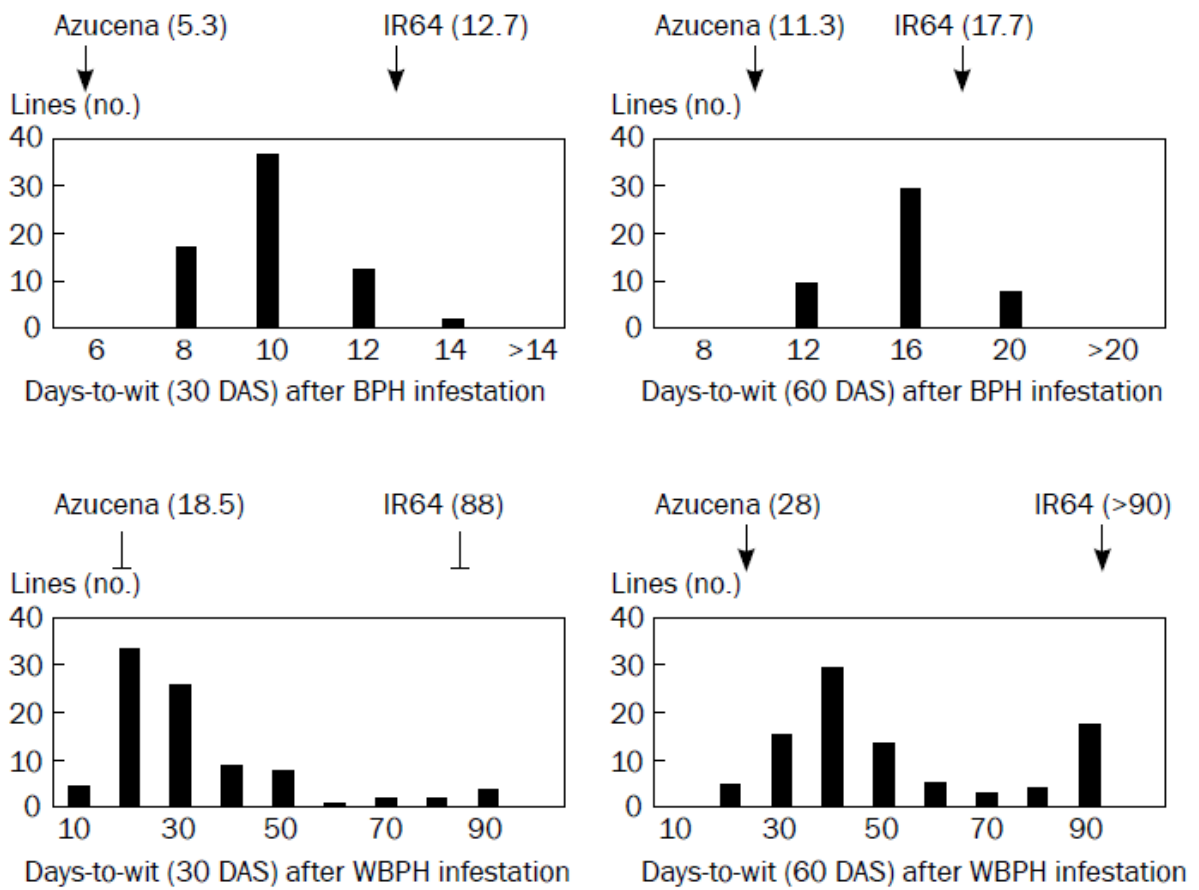 Azucena (5.3) IR64 (12.7)
Lines (no.)
40
30
20
10
0
6 8 10 12 14 >14
Days-to-wit (30 DAS) after BPH infestation
Azucena (11.3) IR64 (17.7)
Lines (no.)
40
30
20
10
0
8 12 16 20 >20
Days-to-wit (60 DAS) after BPH infestation
Azucena (18.5) IR64 (88)
Lines (no.)
40
30
20
10
0
10 30 50 70 90
Days-to-wit (30 DAS) after WBPH infestation
Azucena (28) IR64 (>90)
Lines (no.)
40
30
20
10
0
10 30 50 70 90
Days-to-wit (60 DAS) after WBPH infestation